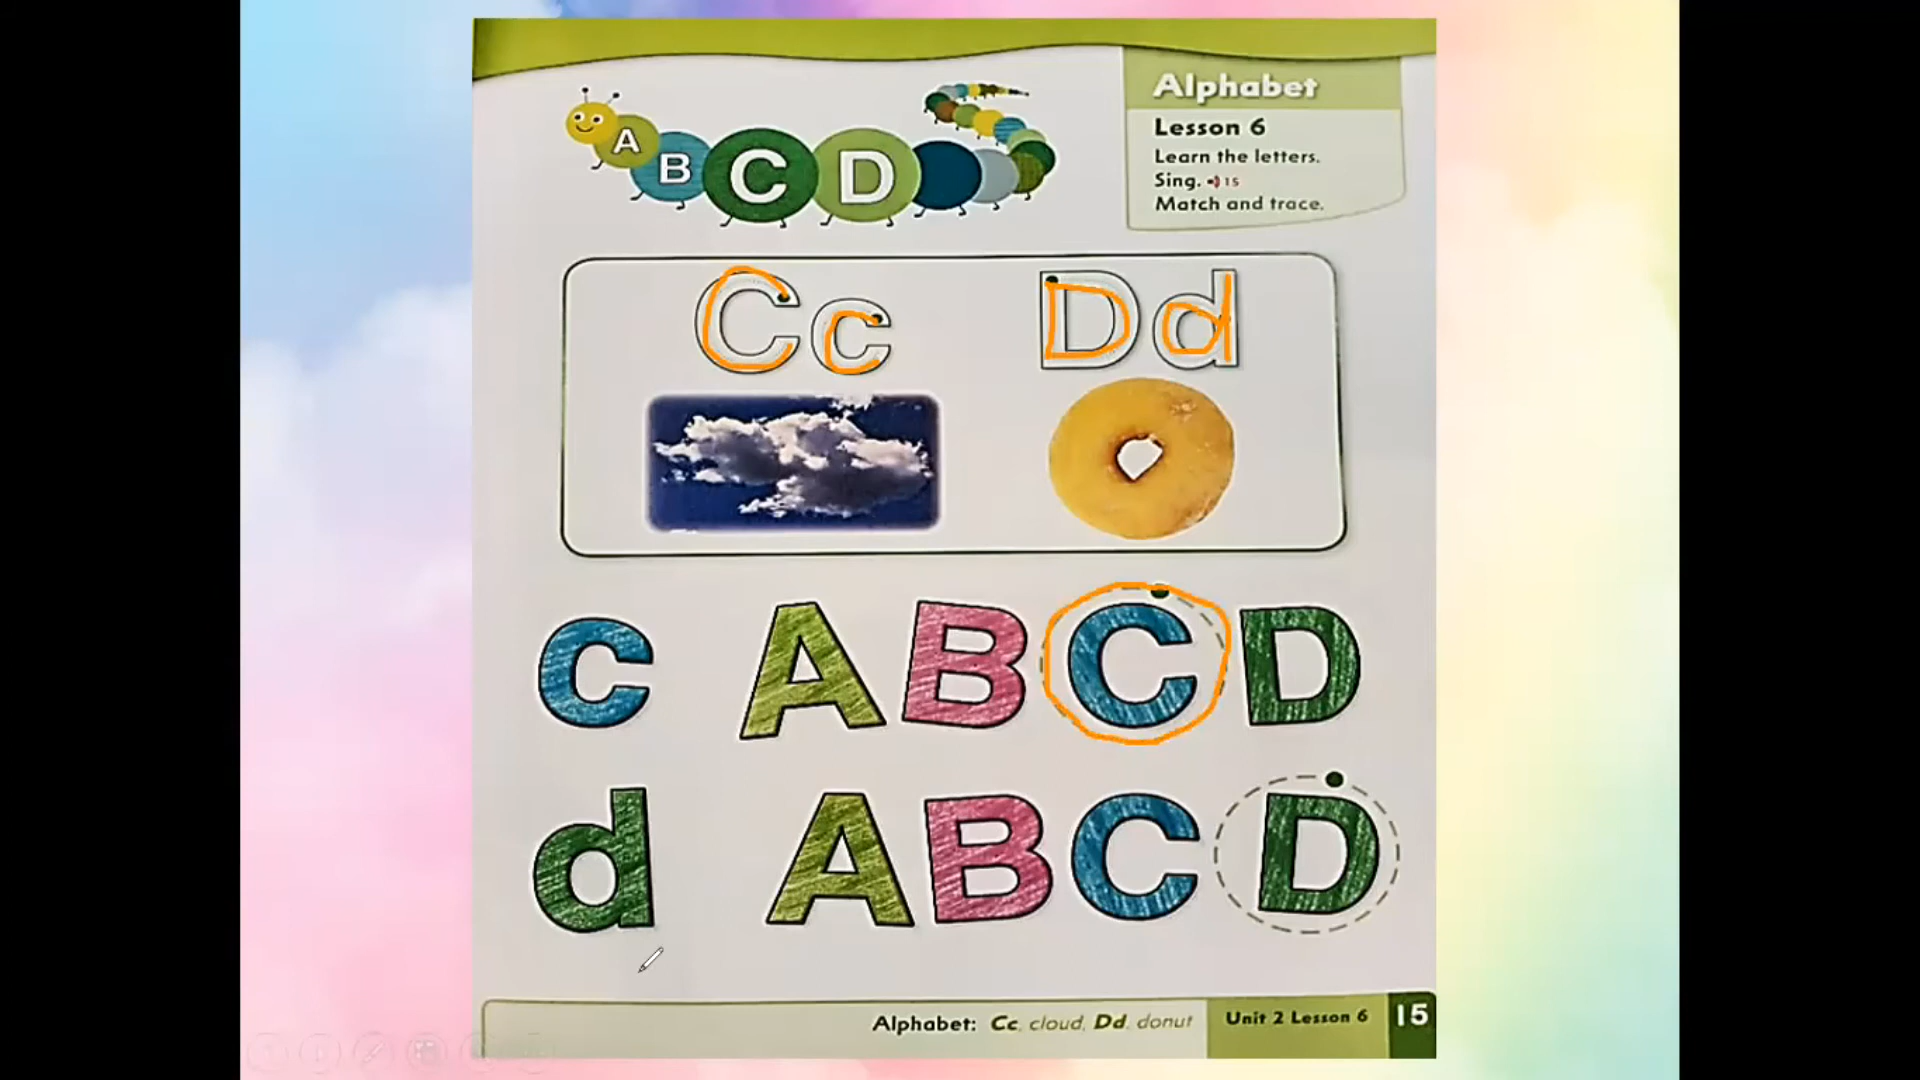 A B C D
Alphabet
Lesson 6
Learn the letters.
Sing. 15
Match and trace.
Cc Dd
c A B C D
d A B C D
Alphabet: Cc, cloud, Dd, donut
Unit 2 Lesson 6
15